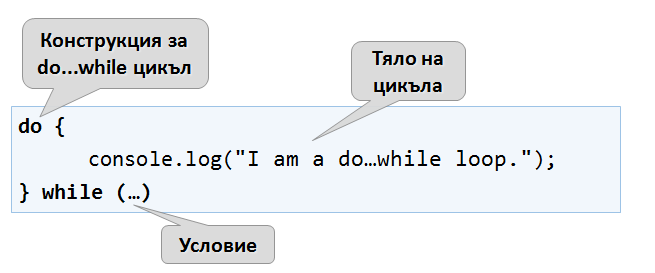 Конструкция за
do...while цикъл
Тяло на
цикъла
do {
console.log("I am a do…while loop.");
} while (…)
Условие